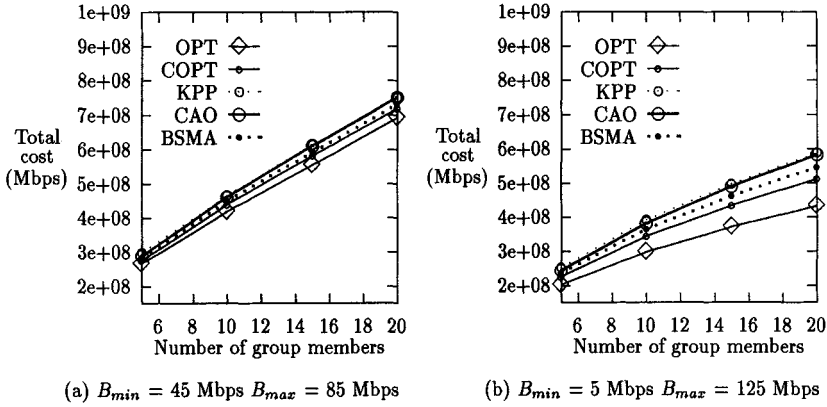 1e+09
9e+08
8e+08
7e+08
6e+08
5e+08
4e+08
3e+08
2e+08
Total
cost
(Mbps)
OPT
COPT
KPP
CAO
BSMA
6 8 10 12 14 16 18 20
Number of group members
(a) B_min = 45 Mbps B_max = 85 Mbps
1e+09
9e+08
8e+08
7e+08
6e+08
5e+08
4e+08
3e+08
2e+08
Total
cost
(Mbps)
OPT
COPT
KPP
CAO
BSMA
6 8 10 12 14 16 18 20
Number of group members
(b) B_min = 5 Mbps B_max = 125 Mbps